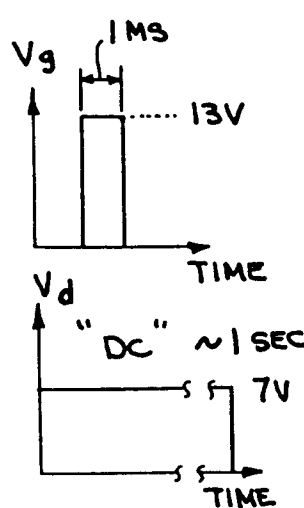 1 MS
Vg
13V
TIME
Vd
"DC" ~1 SEC
7V
TIME